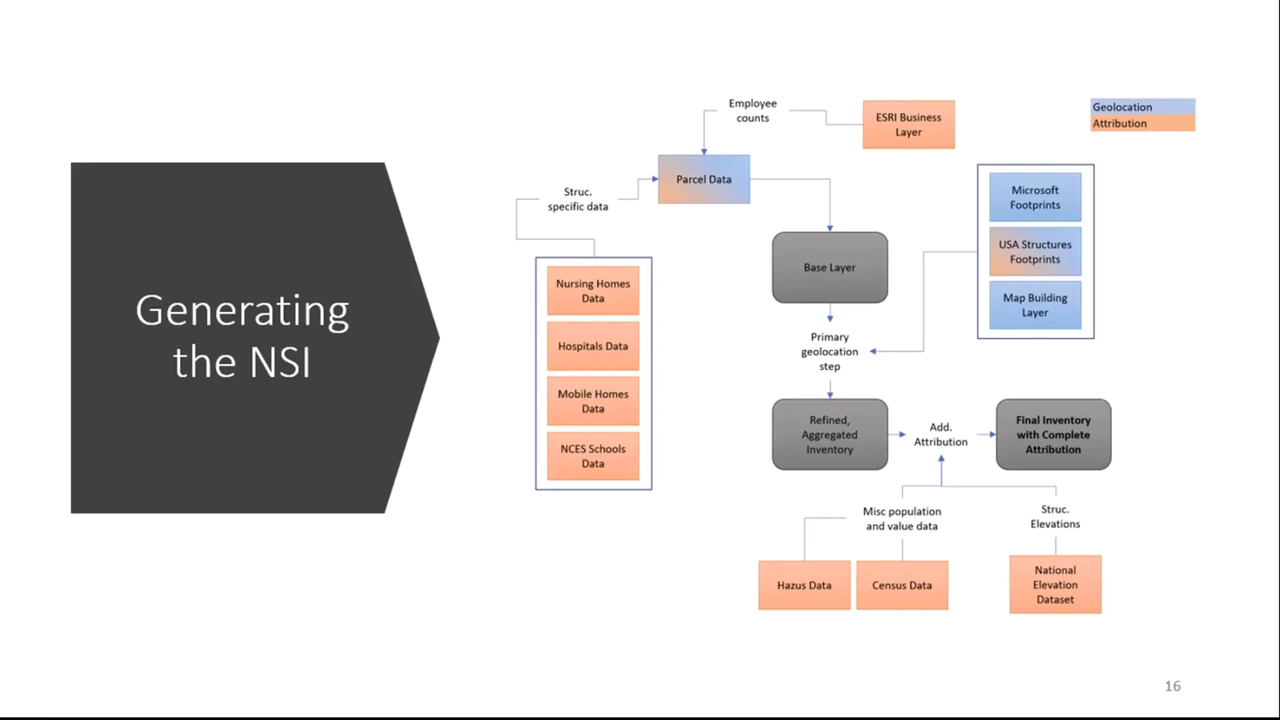 Generating
the NSI
Employee
counts
ESRI Business
Layer
Geolocation
Attribution
Parcel Data
Struc.
specific data
Microsoft
Footprints
USA Structures
Footprints
Map Building
Layer
Base Layer
Nursing Homes
Data
Hospitals Data
Mobile Homes
Data
NCES Schools
Data
Primary
geolocation
step
Refined,
Aggregated
Inventory
Add.
Attribution
Final Inventory
with Complete
Attribution
Misc population
and value data
Struc.
Elevations
Hazus Data
Census Data
National
Elevation
Dataset
16